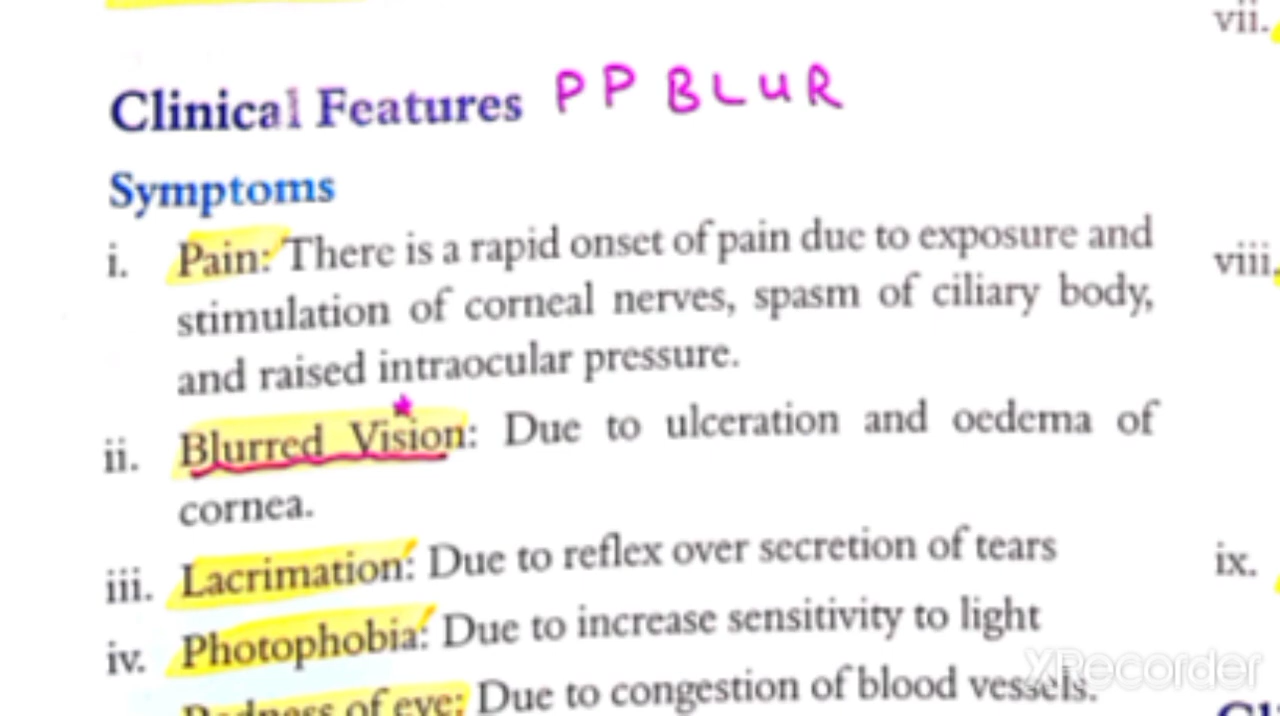 vii.
Clinical Features PP BLUR
Symptoms
i. Pain: There is a rapid onset of pain due to exposure and
stimulation of corneal nerves, spasm of ciliary body,
and raised intraocular pressure.
viii.
ii. Blurred Vision: Due to ulceration and oedema of
cornea.
iii. Lacrimation: Due to reflex over secretion of tears
ix.
iv. Photophobia: Due to increase sensitivity to light
Redness of eye: Due to congestion of blood vessels.
XRecorder